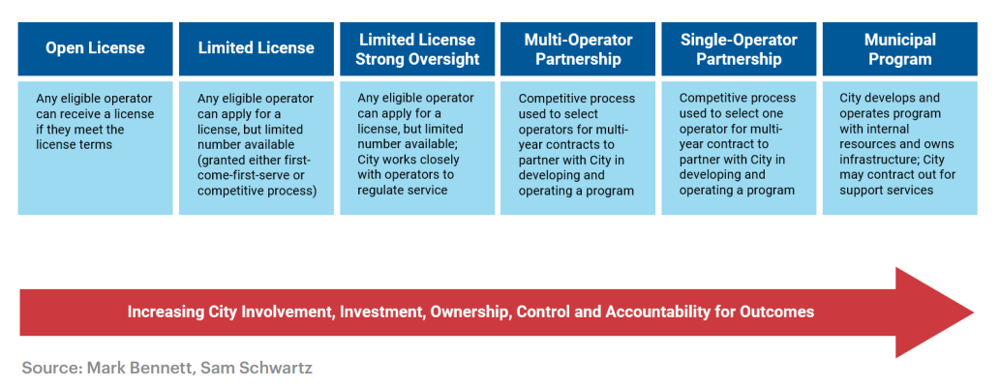 Open License
Any eligible operator
can receive a license
if they meet the
license terms
Limited License
Any eligible operator
can apply for a
license, but limited
number available
(granted either first-
come-first-serve or
competitive process)
Limited License
Strong Oversight
Any eligible operator
can apply for a
license, but limited
number available;
City works closely
with operators to
regulate service
Multi-Operator
Partnership
Competitive process
used to select
operators for multi-
year contracts to
partner with City in
developing and
operating a program
Single-Operator
Partnership
Competitive process
used to select one
operator for multi-
year contract to
partner with City in
developing and
operating a program
Municipal
Program
City develops and
operates program
with internal
resources and owns
infrastructure; City
may contract out for
support services
Increasing City Involvement, Investment, Ownership, Control and Accountability for Outcomes
Source: Mark Bennett, Sam Schwartz